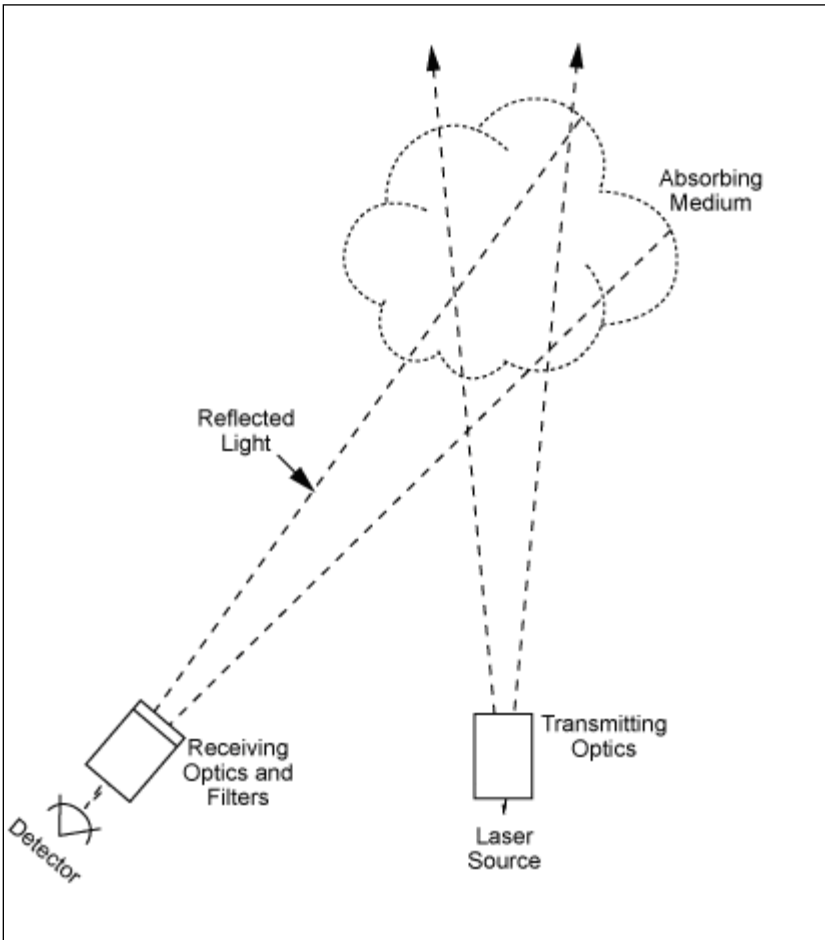 Absorbing
Medium
Reflected
Light
Transmitting
Optics
Receiving
Optics and
Filters
Laser
Source
Detector